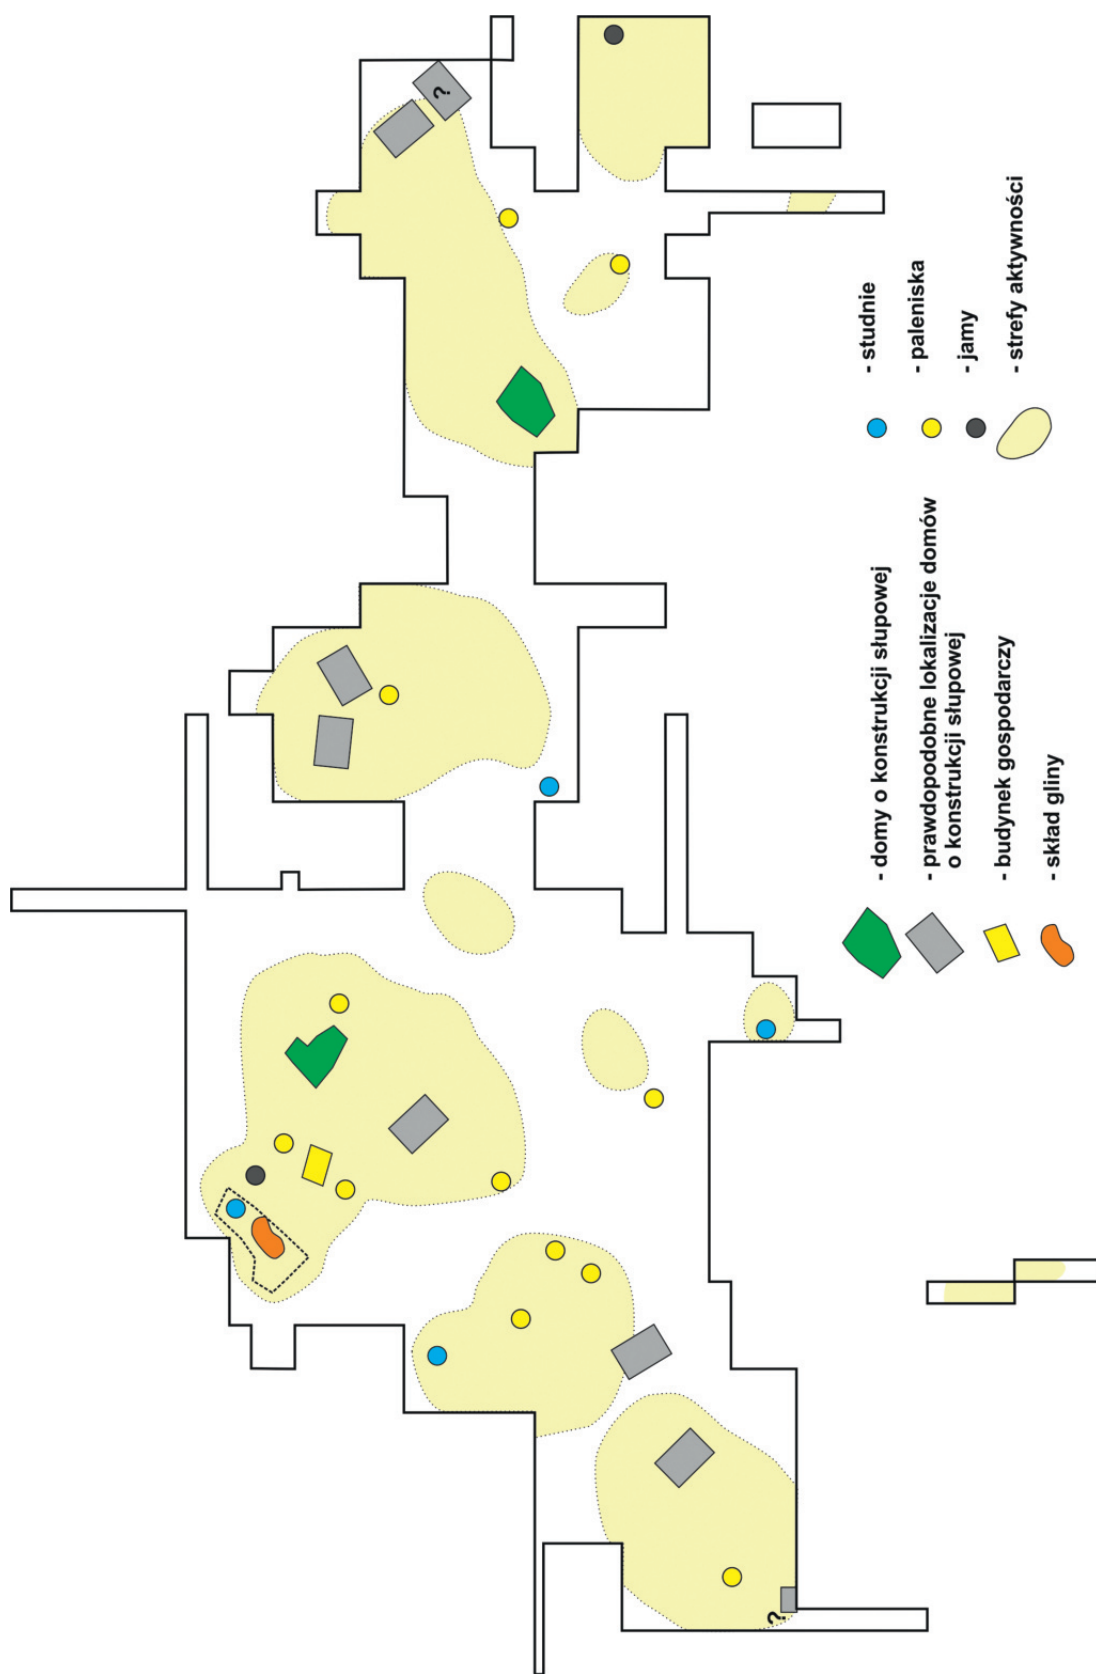 ?
?
- domy o konstrukcji słupowej
- prawdopodobne lokalizacje domów
o konstrukcji słupowej
- budynek gospodarczy
- skład gliny
- studnie
- paleniska
- jamy
- strefy aktywności